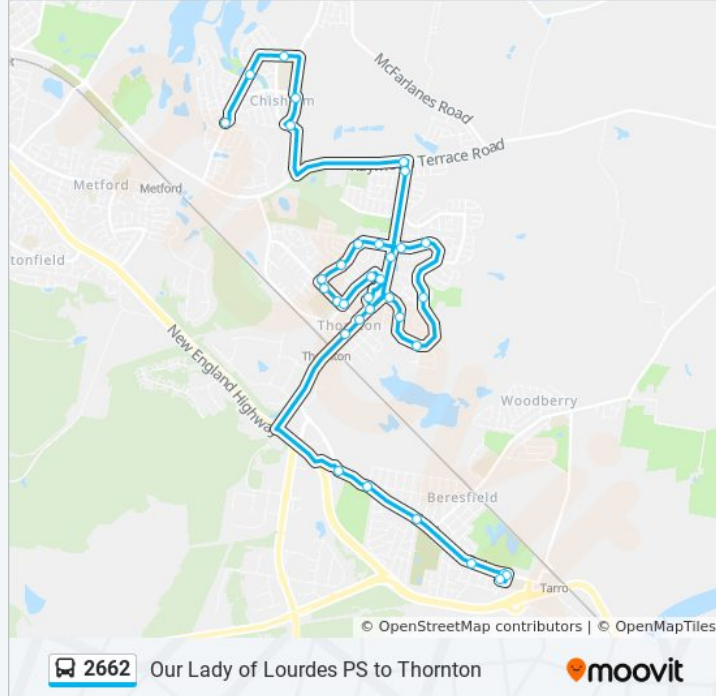 McFarlanes Road
Chisholm
Terrace Road
Metford
Metford
tonfield
Thornton
New England Highway
Woodberry
Beresfield
Tarro
© OpenStreetMap contributors | © OpenMapTiles
2662
Our Lady of Lourdes PS to Thornton
moovit